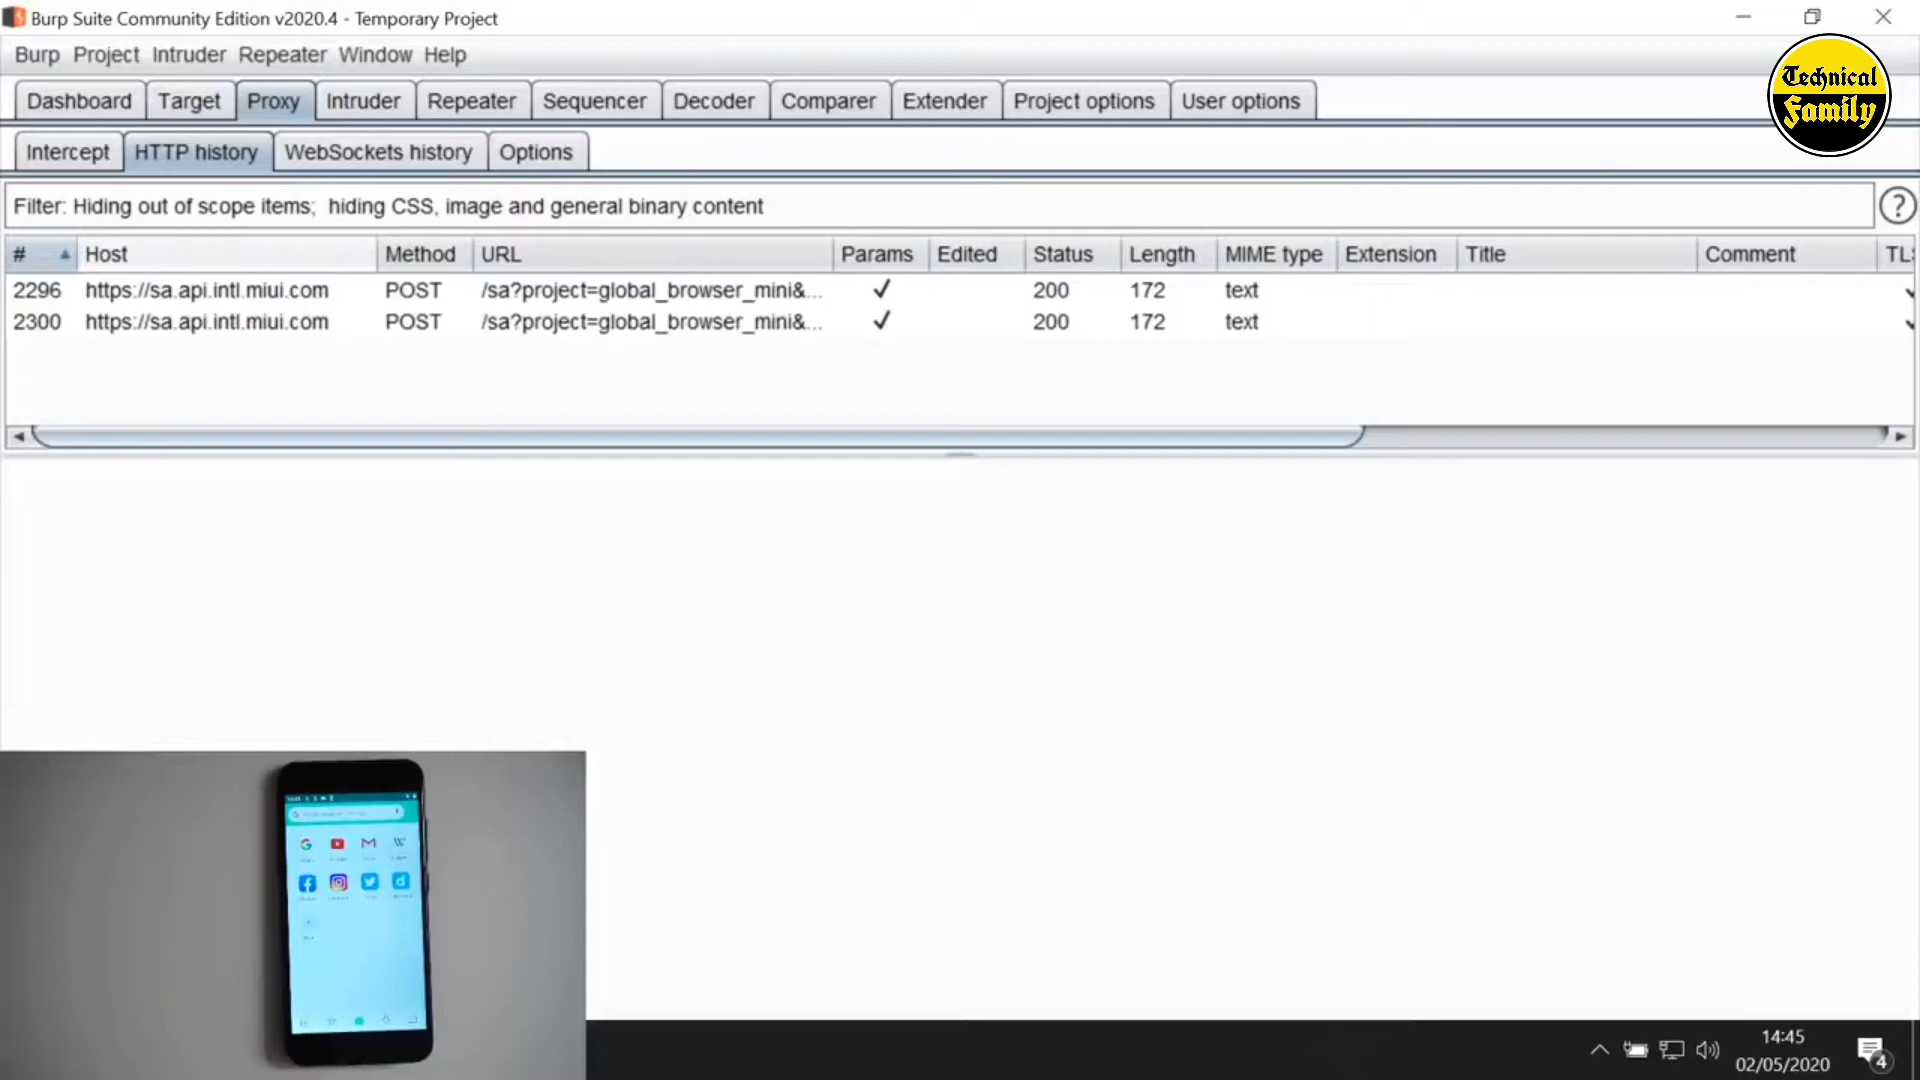 Burp Suite Community Edition v2020.4 - Temporary Project
Burp Project Intruder Repeater Window Help
Technical Family
Dashboard Target Proxy Intruder Repeater Sequencer Decoder Comparer Extender Project options User options
Intercept HTTP history WebSockets history Options
Filter: Hiding out of scope items; hiding CSS, image and general binary content
?
# Host Method URL Params Edited Status Length MIME type Extension Title Comment
2296 https://sa.api.intl.miui.com POST /sa?project=global_browser_mini&... ✓ 200 172 text
2300 https://sa.api.intl.miui.com POST /sa?project=global_browser_mini&... ✓ 200 172 text
14:45
02/05/2020
4